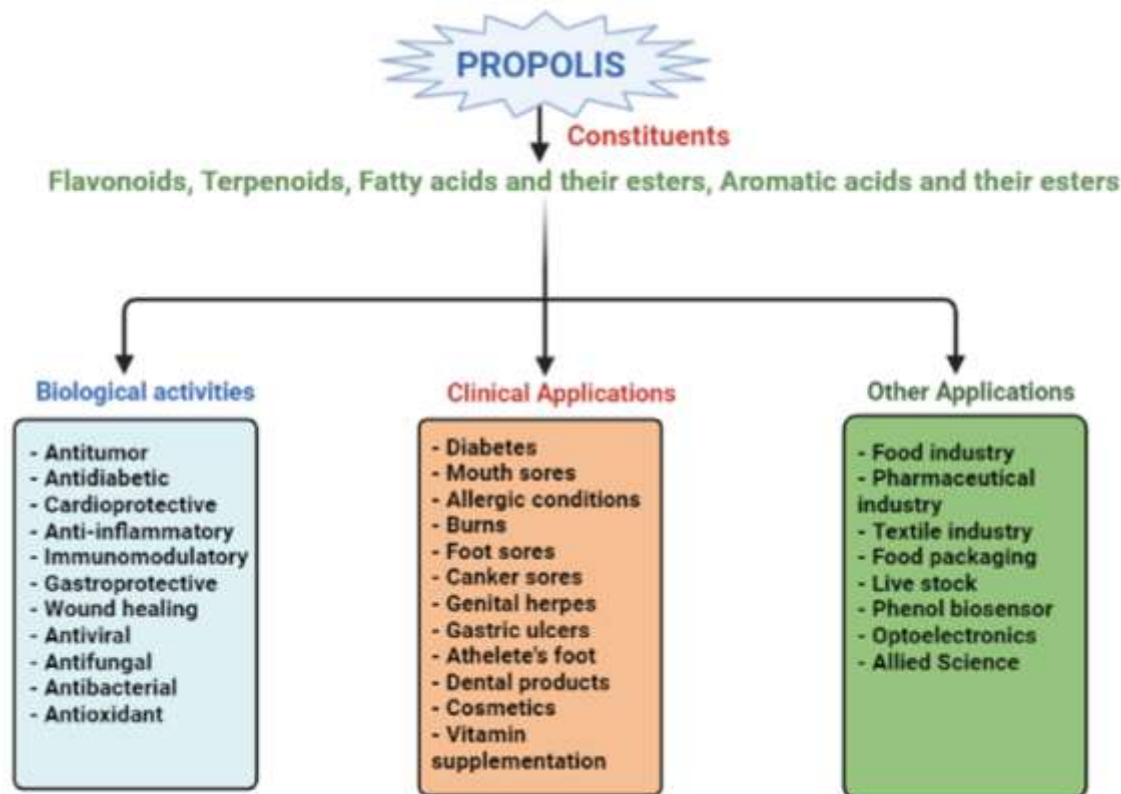 PROPOLIS
Constituents
Flavonoids, Terpenoids, Fatty acids and their esters, Aromatic acids and their esters
Biological activities
- Antitumor
- Antidiabetic
- Cardioprotective
- Anti-inflammatory
- Immunomodulatory
- Gastroprotective
- Wound healing
- Antiviral
- Antifungal
- Antibacterial
- Antioxidant
Clinical Applications
- Diabetes
- Mouth sores
- Allergic conditions
- Burns
- Foot sores
- Canker sores
- Genital herpes
- Gastric ulcers
- Athelete's foot
- Dental products
- Cosmetics
- Vitamin
supplementation
Other Applications
- Food industry
- Pharmaceutical
industry
- Textile industry
- Food packaging
- Live stock
- Phenol biosensor
- Optoelectronics
- Allied Science